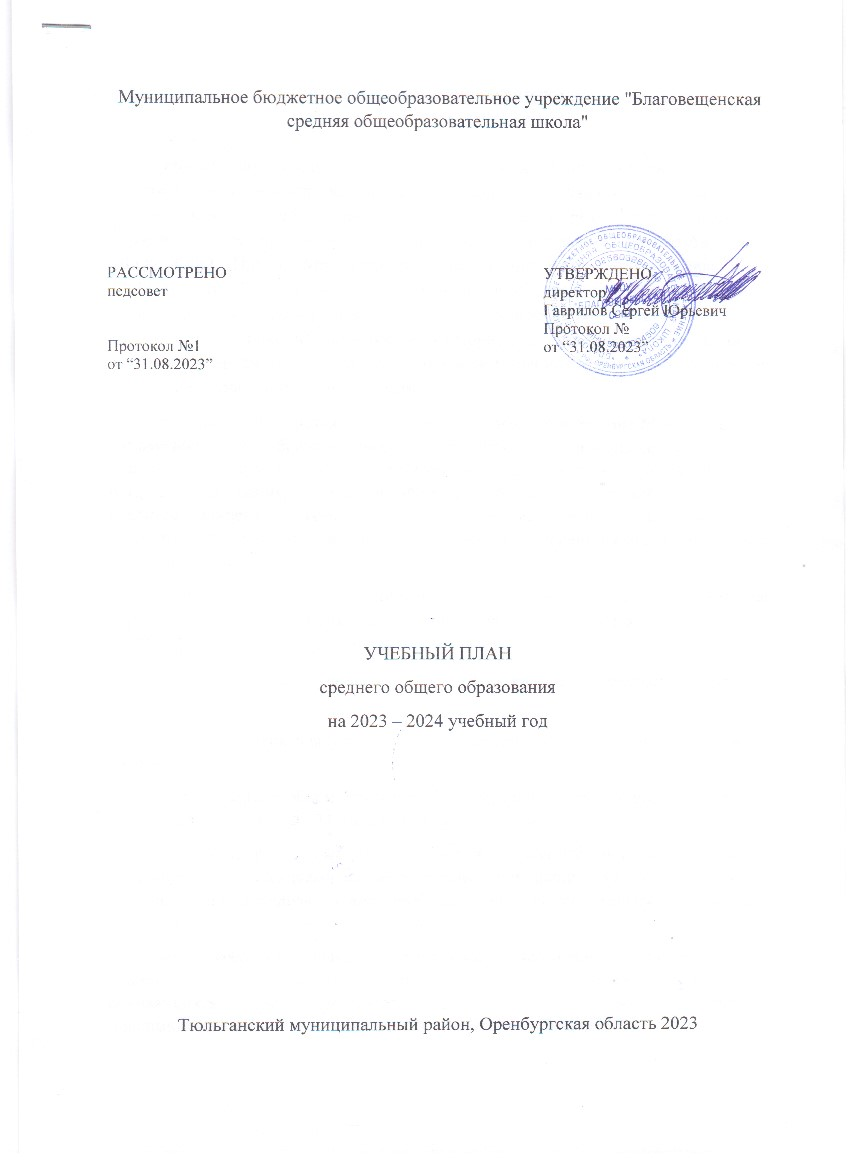 Муниципальное бюджетное общеобразовательное учреждение "Благовещенская
средняя общеобразовательная школа"
РАССМОТРЕНО
педсовет
Протокол №1
от “31.08.2023”
УТВЕРЖДЕНО
директор
Гаврилов Сергей Юрьевич
Протокол №
от “31.08.2023”
УЧЕБНЫЙ ПЛАН
среднего общего образования
на 2023 – 2024 учебный год
Тюльганский муниципальный район, Оренбургская область 2023